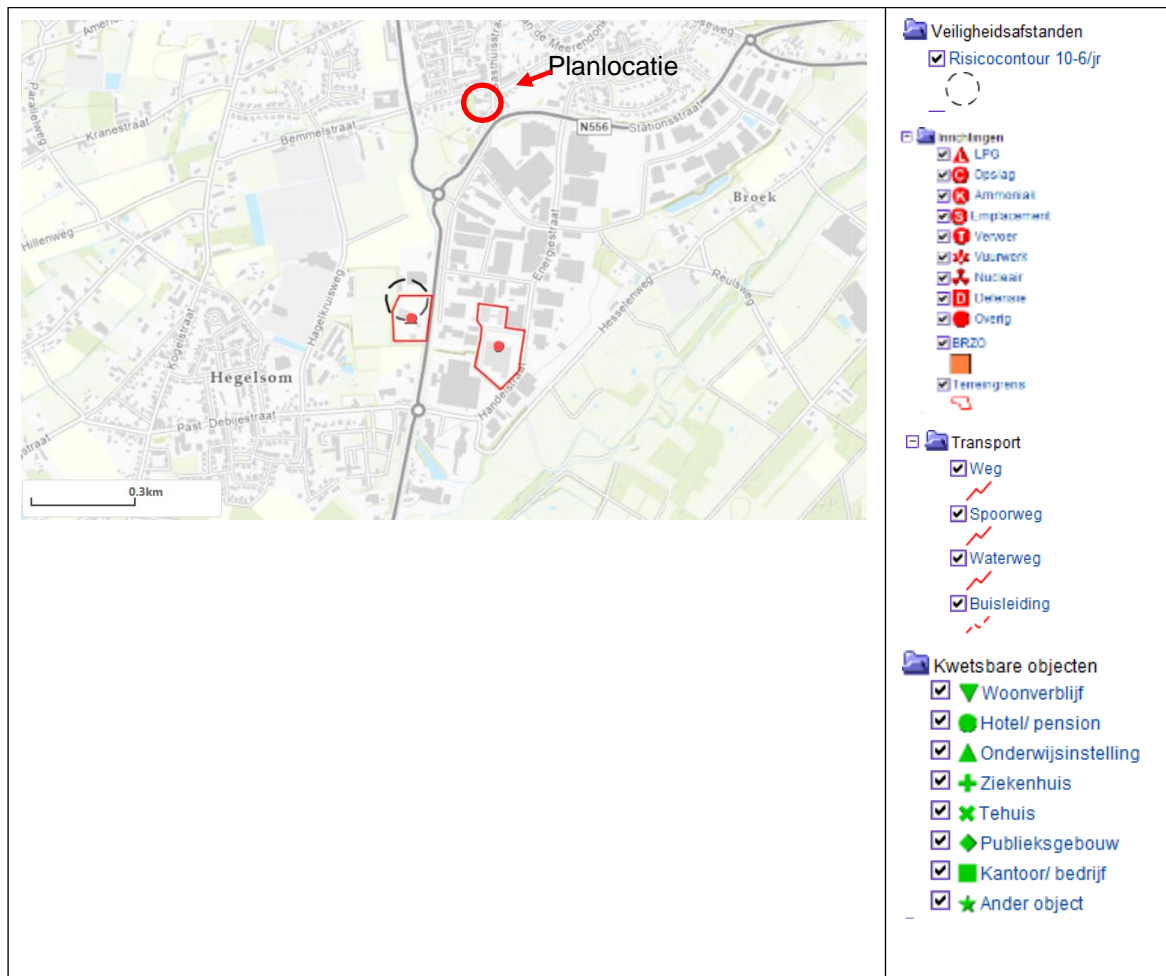 Planlocatie
Kranestraat
Bemmelstraat
N556
Stationsstraat
Broek
Hillenweg
Energiestraat
Reulsweg
Hagelkruisweg
Hesselenweg
Kogelstraat
Hegelsom
Handelstraat
Past. Debijestraat
0.3km
Veiligheidsafstanden
Risicocontour 10-6/jr
Inrichtingen
LPG
Opslag
Ammoniak
Emplacement
Vervoer
Vuurwerk
Nucleair
Defensie
Overig
BRZO
Terreingrens
Transport
Weg
Spoorweg
Waterweg
Buisleiding
Kwetsbare objecten
Woonverblijf
Hotel/ pension
Onderwijsinstelling
Ziekenhuis
Tehuis
Publieksgebouw
Kantoor/ bedrijf
Ander object